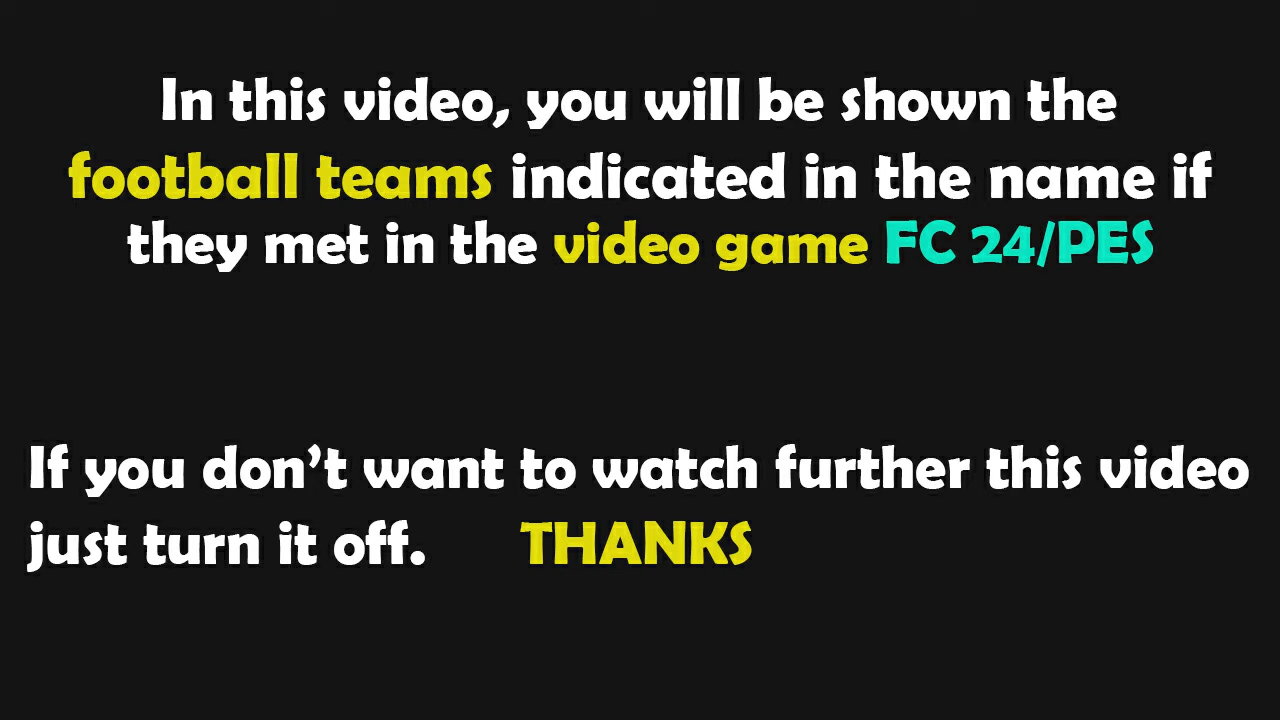 In this video, you will be shown the
football teams indicated in the name if
they met in the video game FC 24/PES
If you don’t want to watch further this video
just turn it off. THANKS